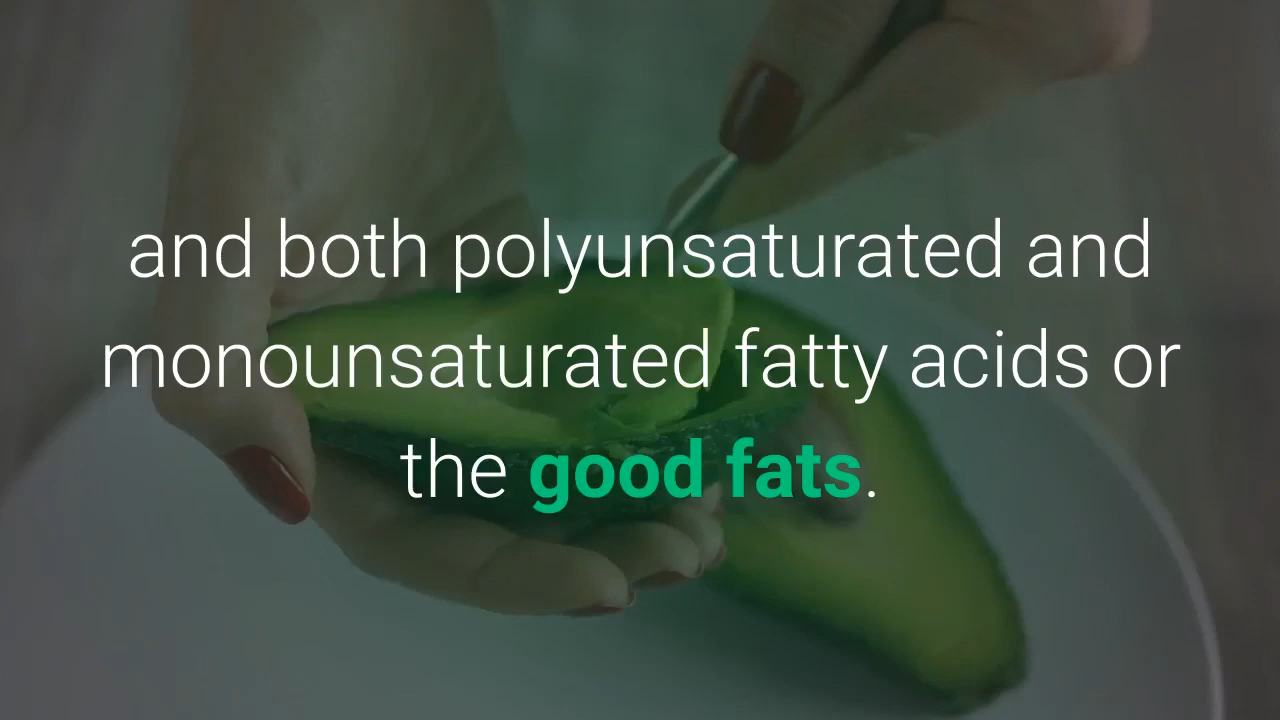 and both polyunsaturated and
monounsaturated fatty acids or
the good fats.